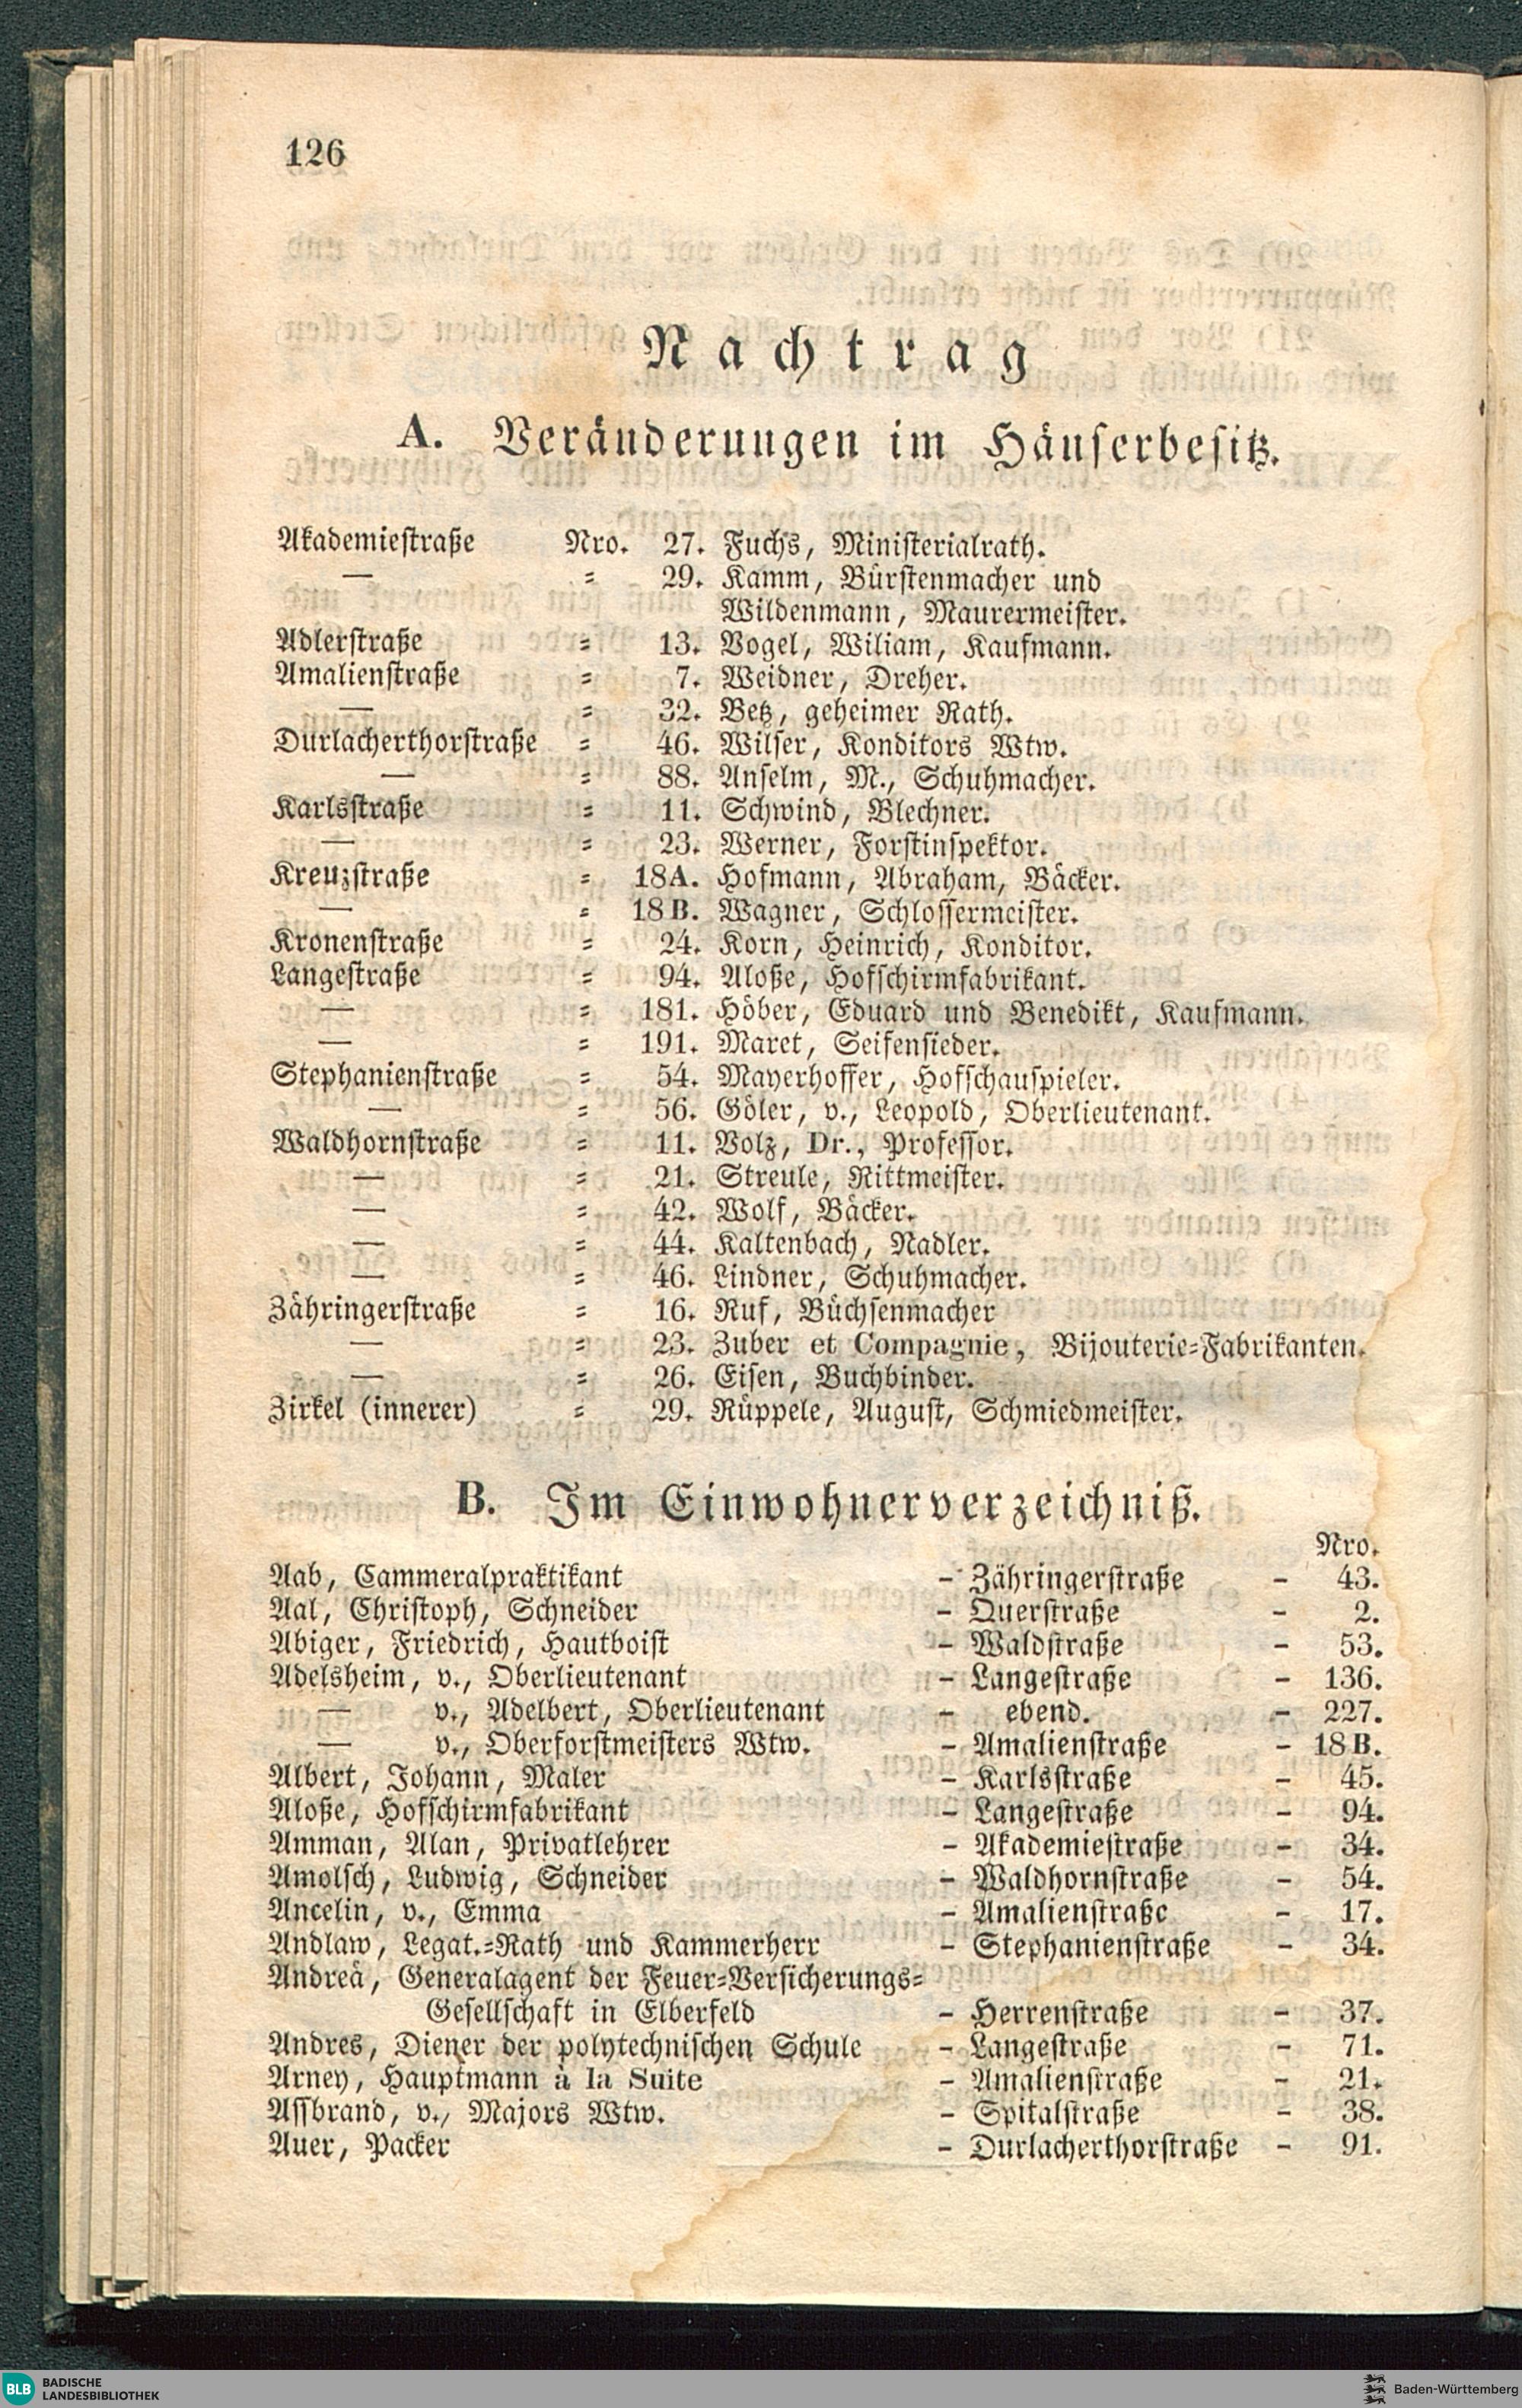 126
Nachtrag
A. Veränderungen im Häuserbesitz.
Akademiestraße Nro. 27. Fuchs, Ministerialrath.
— = 29. Kamm, Bürstenmacher und
Wildenmann, Maurermeister.
Adlerstraße = 13. Vogel, Wiliam, Kaufmann.
Amalienstraße = 7. Weidner, Dreher.
— = 32. Betz, geheimer Rath.
Durlacherthorstraße = 46. Wilser, Konditors Wtw.
— = 88. Anselm, M., Schuhmacher.
Karlsstraße = 11. Schwind, Blechner.
— = 23. Werner, Forstinspektor.
Kreuzstraße = 18A. Hofmann, Abraham, Bäcker.
— = 18B. Wagner, Schlossermeister.
Kronenstraße = 24. Korn, Heinrich, Konditor.
Langestraße = 94. Aloße, Hofschirmfabrikant.
— = 181. Höber, Eduard und Benedikt, Kaufmann.
— = 191. Maret, Seifensieder.
Stephanienstraße = 54. Mayerhoffer, Hofschauspieler.
— = 56. Göler, v., Leopold, Oberlieutenant.
Waldhornstraße = 11. Volz, Dr., Professor.
— = 21. Streule, Rittmeister.
— = 42. Wolf, Bäcker.
— = 44. Kaltenbach, Nadler.
— = 46. Lindner, Schuhmacher.
Zähringerstraße = 16. Ruf, Büchsenmacher
— = 23. Zuber et Compagnie, Bijouterie=Fabrikanten.
— = 26. Eisen, Buchbinder.
Zirkel (innerer) = 29. Rüppele, August, Schmiedmeister.
B. Im Einwohnerverzeichniß.
Nro.
Aab, Cammeralpraktikant – Zähringerstraße – 43.
Aal, Christoph, Schneider – Querstraße – 2.
Abiger, Friedrich, Hautboist – Waldstraße – 53.
Adelsheim, v., Oberlieutenant – Langestraße – 136.
— v., Adelbert, Oberlieutenant – ebend. – 227.
— v., Oberforstmeisters Wtw. – Amalienstraße – 18B.
Albert, Johann, Maler – Karlsstraße – 45.
Aloße, Hofschirmfabrikant – Langestraße – 94.
Amman, Alan, Privatlehrer – Akademiestraße – 34.
Amolsch, Ludwig, Schneider – Waldhornstraße – 54.
Ancelin, v., Emma – Amalienstraße – 17.
Andlaw, Legat.=Rath und Kammerherr – Stephanienstraße – 34.
Andreä, Generalagent der Feuer=Versicherungs=
Gesellschaft in Elberfeld – Herrenstraße – 37.
Andres, Diener der polytechnischen Schule – Langestraße – 71.
Arney, Hauptmann à la Suite – Amalienstraße – 21.
Assbrand, v., Majors Wtw. – Spitalstraße – 38.
Auer, Packer – Durlacherthorstraße – 91.
BLB BADISCHE
LANDESBIBLIOTHEK
Baden-Württemberg